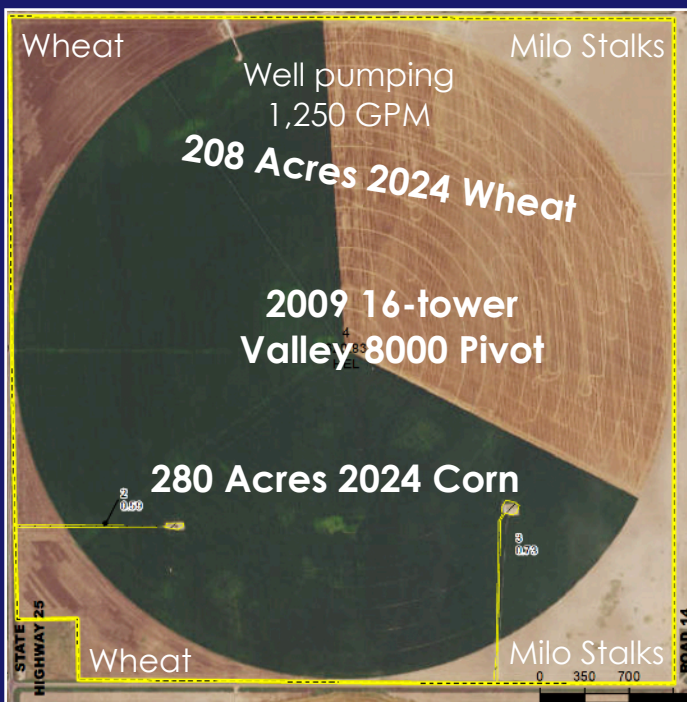 Wheat
Milo Stalks
Well pumping
1,250 GPM
208 Acres 2024 Wheat
2009 16-tower
Valley 8000 Pivot
4
280 Acres 2024 Corn
2
0.59
3
0.73
STATE
HIGHWAY 25
Wheat
Milo Stalks
ROAD 14
0 350 700